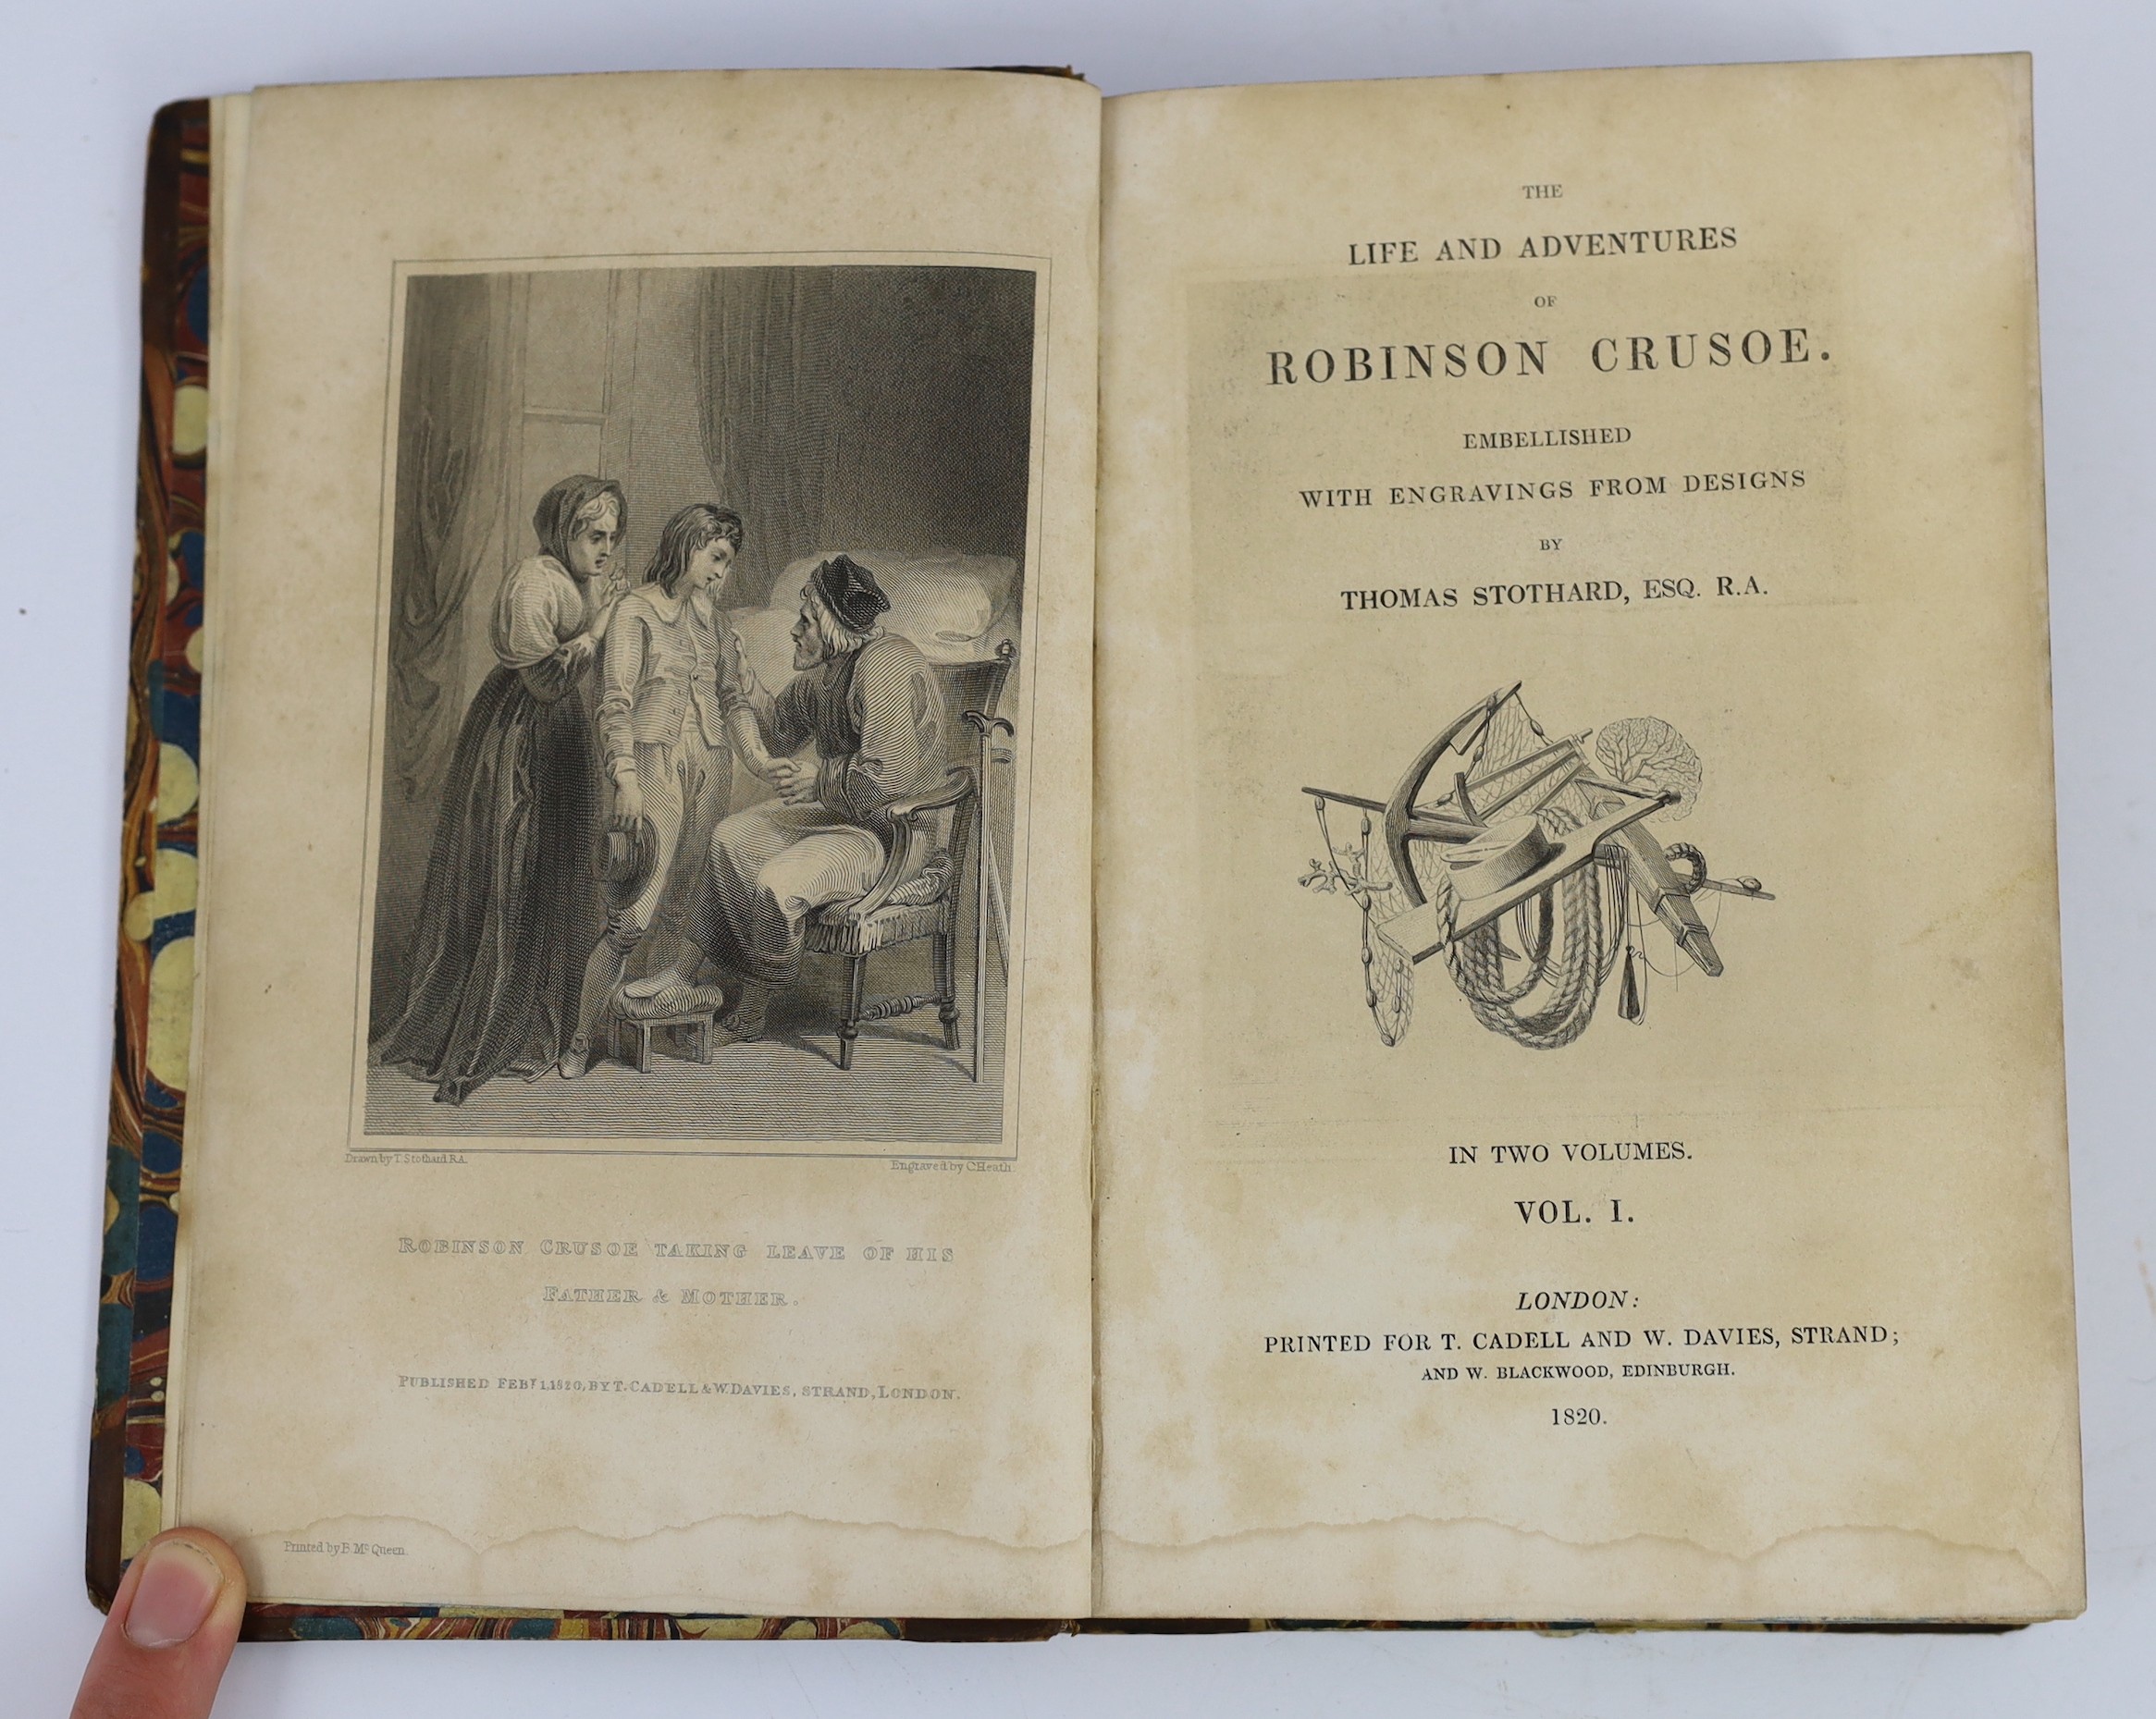 Drawn by T. Stothard R.A.
Engraved by C Heath
ROBINSON CRUSOE TAKING LEAVE OF HIS
FATHER & MOTHER.
PUBLISHED FEBY 1, 1820, BY T. CADELL & W. DAVIES, STRAND, LONDON.
Printed by B. Mc Queen.
THE
LIFE AND ADVENTURES
OF
ROBINSON CRUSOE.
EMBELLISHED
WITH ENGRAVINGS FROM DESIGNS
BY
THOMAS STOTHARD, ESQ. R.A.
IN TWO VOLUMES.
VOL. I.
LONDON:
PRINTED FOR T. CADELL AND W. DAVIES, STRAND;
AND W. BLACKWOOD, EDINBURGH.
1820.